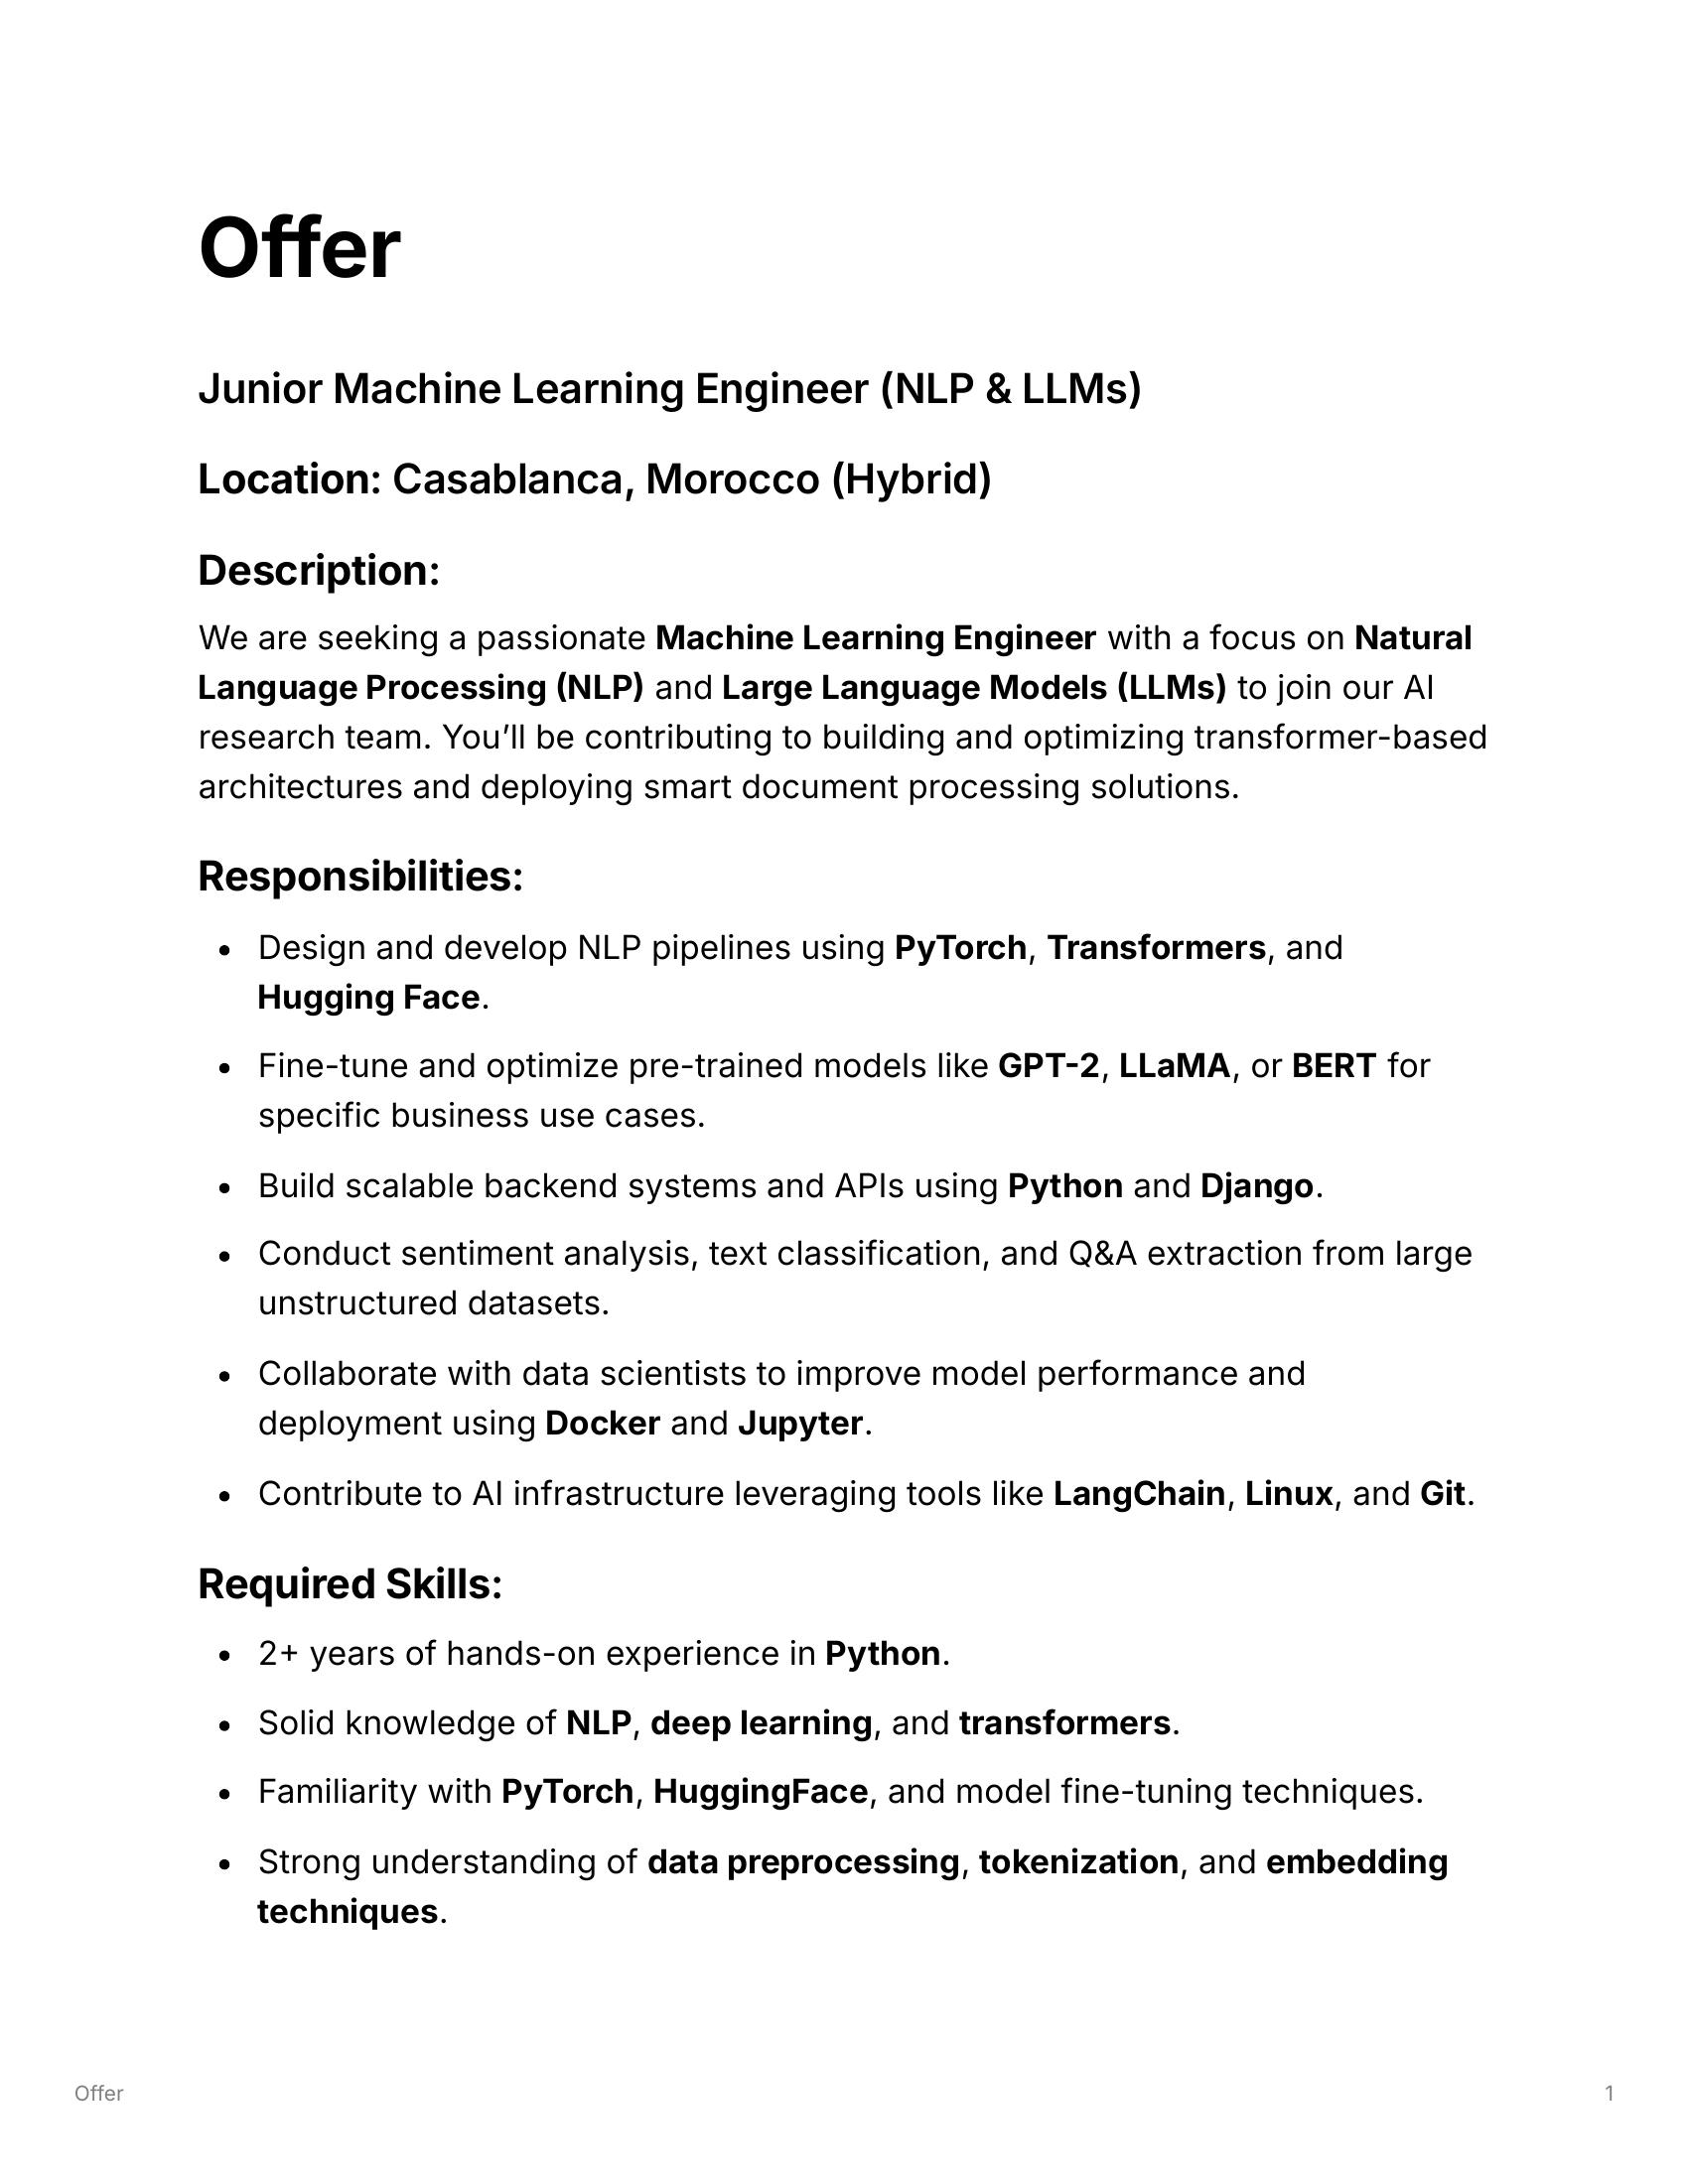 Offer
Junior Machine Learning Engineer (NLP & LLMs)
Location: Casablanca, Morocco (Hybrid)
Description:
We are seeking a passionate Machine Learning Engineer with a focus on Natural
Language Processing (NLP) and Large Language Models (LLMs) to join our AI
research team. You’ll be contributing to building and optimizing transformer-based
architectures and deploying smart document processing solutions.
Responsibilities:
• Design and develop NLP pipelines using PyTorch, Transformers, and
Hugging Face.
• Fine-tune and optimize pre-trained models like GPT-2, LLaMA, or BERT for
specific business use cases.
• Build scalable backend systems and APIs using Python and Django.
• Conduct sentiment analysis, text classification, and Q&A extraction from large
unstructured datasets.
• Collaborate with data scientists to improve model performance and
deployment using Docker and Jupyter.
• Contribute to AI infrastructure leveraging tools like LangChain, Linux, and Git.
Required Skills:
• 2+ years of hands-on experience in Python.
• Solid knowledge of NLP, deep learning, and transformers.
• Familiarity with PyTorch, HuggingFace, and model fine-tuning techniques.
• Strong understanding of data preprocessing, tokenization, and embedding
techniques.
Offer 1